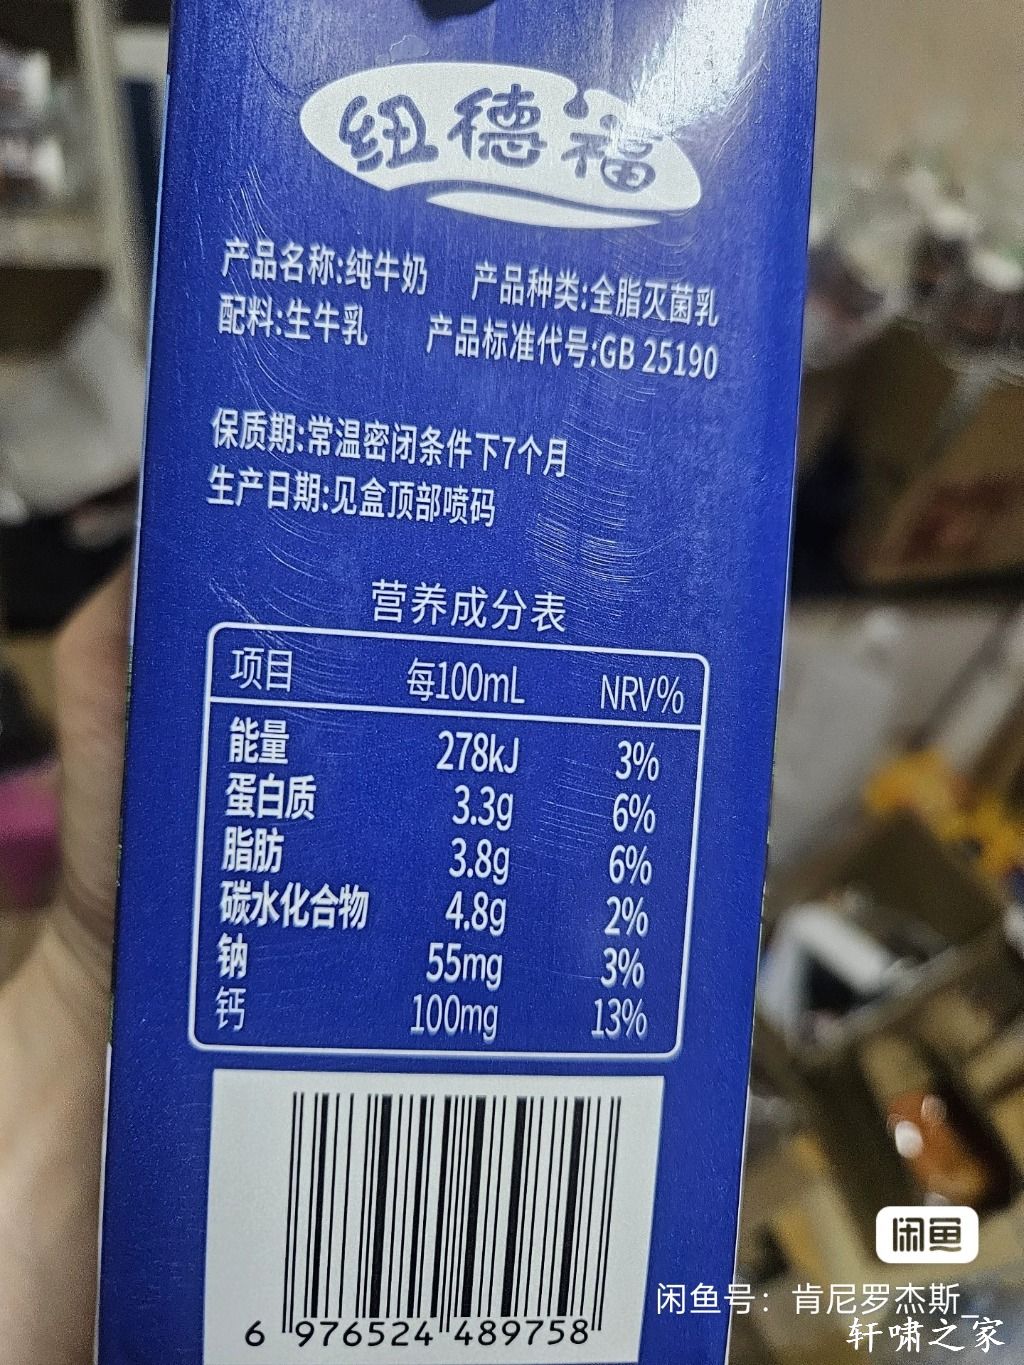 纽德福
产品名称:纯牛奶 产品种类:全脂灭菌乳
配料:生牛乳 产品标准代号:GB 25190
保质期:常温密闭条件下7个月
生产日期:见盒顶部喷码
营养成分表
项目 每100mL NRV%
能量 278kJ 3%
蛋白质 3.3g 6%
脂肪 3.8g 6%
碳水化合物 4.8g 2%
钠 55mg 3%
钙 100mg 13%
6 976524 489758
闲鱼
闲鱼号：肯尼罗杰斯_
轩啸之家